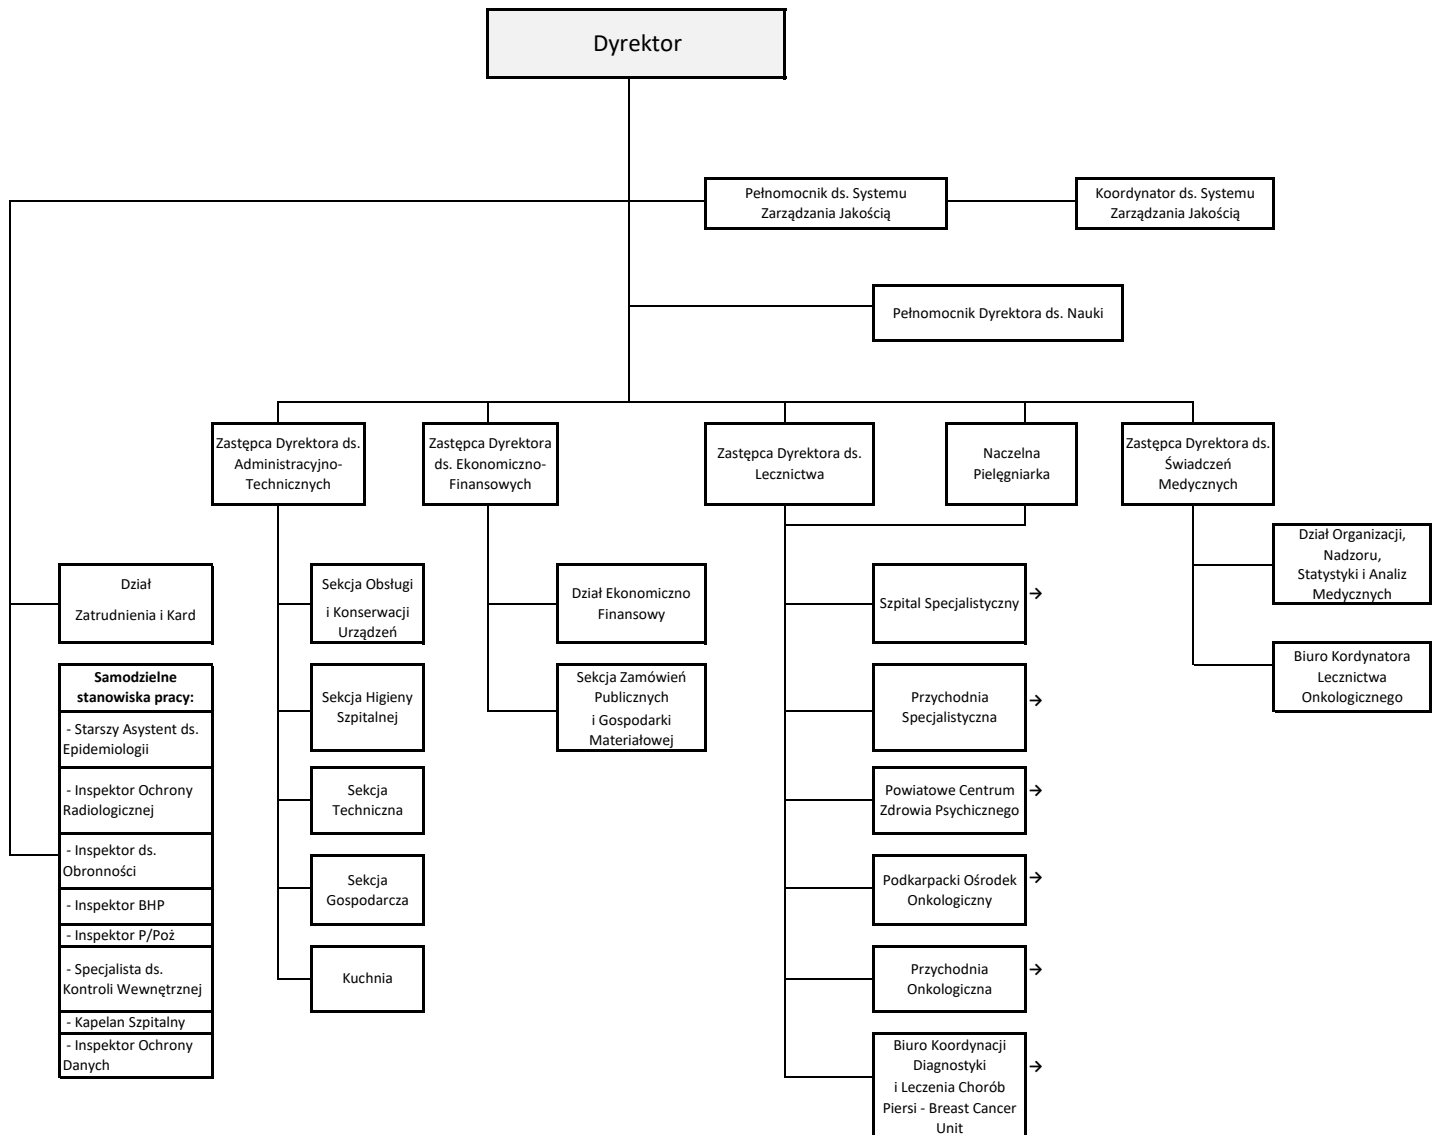 Dyrektor
Pełnomocnik ds. Systemu
Zarządzania Jakością
Koordynator ds. Systemu
Zarządzania Jakością
Pełnomocnik Dyrektora ds. Nauki
Zastępca Dyrektora ds.
Administracyjno-
Technicznych
Zastępca Dyrektora
ds. Ekonomiczno-
Finansowych
Zastępca Dyrektora ds.
Lecznictwa
Naczelna
Pielęgniarka
Zastępca Dyrektora ds.
Świadczeń
Medycznych
Dział
Zatrudnienia i Kard
Samodzielne
stanowiska pracy:
- Starszy Asystent ds.
Epidemiologii
- Inspektor Ochrony
Radiologicznej
- Inspektor ds.
Obronności
- Inspektor BHP
- Inspektor P/Poż
- Specjalista ds.
Kontroli Wewnętrznej
- Kapelan Szpitalny
- Inspektor Ochrony
Danych
Sekcja Obsługi
i Konserwacji
Urządzeń
Sekcja Higieny
Szpitalnej
Sekcja
Techniczna
Sekcja
Gospodarcza
Kuchnia
Dział Ekonomiczno
Finansowy
Sekcja Zamówień
Publicznych
i Gospodarki
Materiałowej
Szpital Specjalistyczny →
Przychodnia →
Specjalistyczna
Powiatowe Centrum →
Zdrowia Psychicznego
Podkarpacki Ośrodek →
Onkologiczny
Przychodnia →
Onkologiczna
Biuro Koordynacji
Diagnostyki →
i Leczenia Chorób
Piersi - Breast Cancer
Unit
Dział Organizacji,
Nadzoru,
Statystyki i Analiz
Medycznych
Biuro Kordynatora
Lecznictwa
Onkologicznego